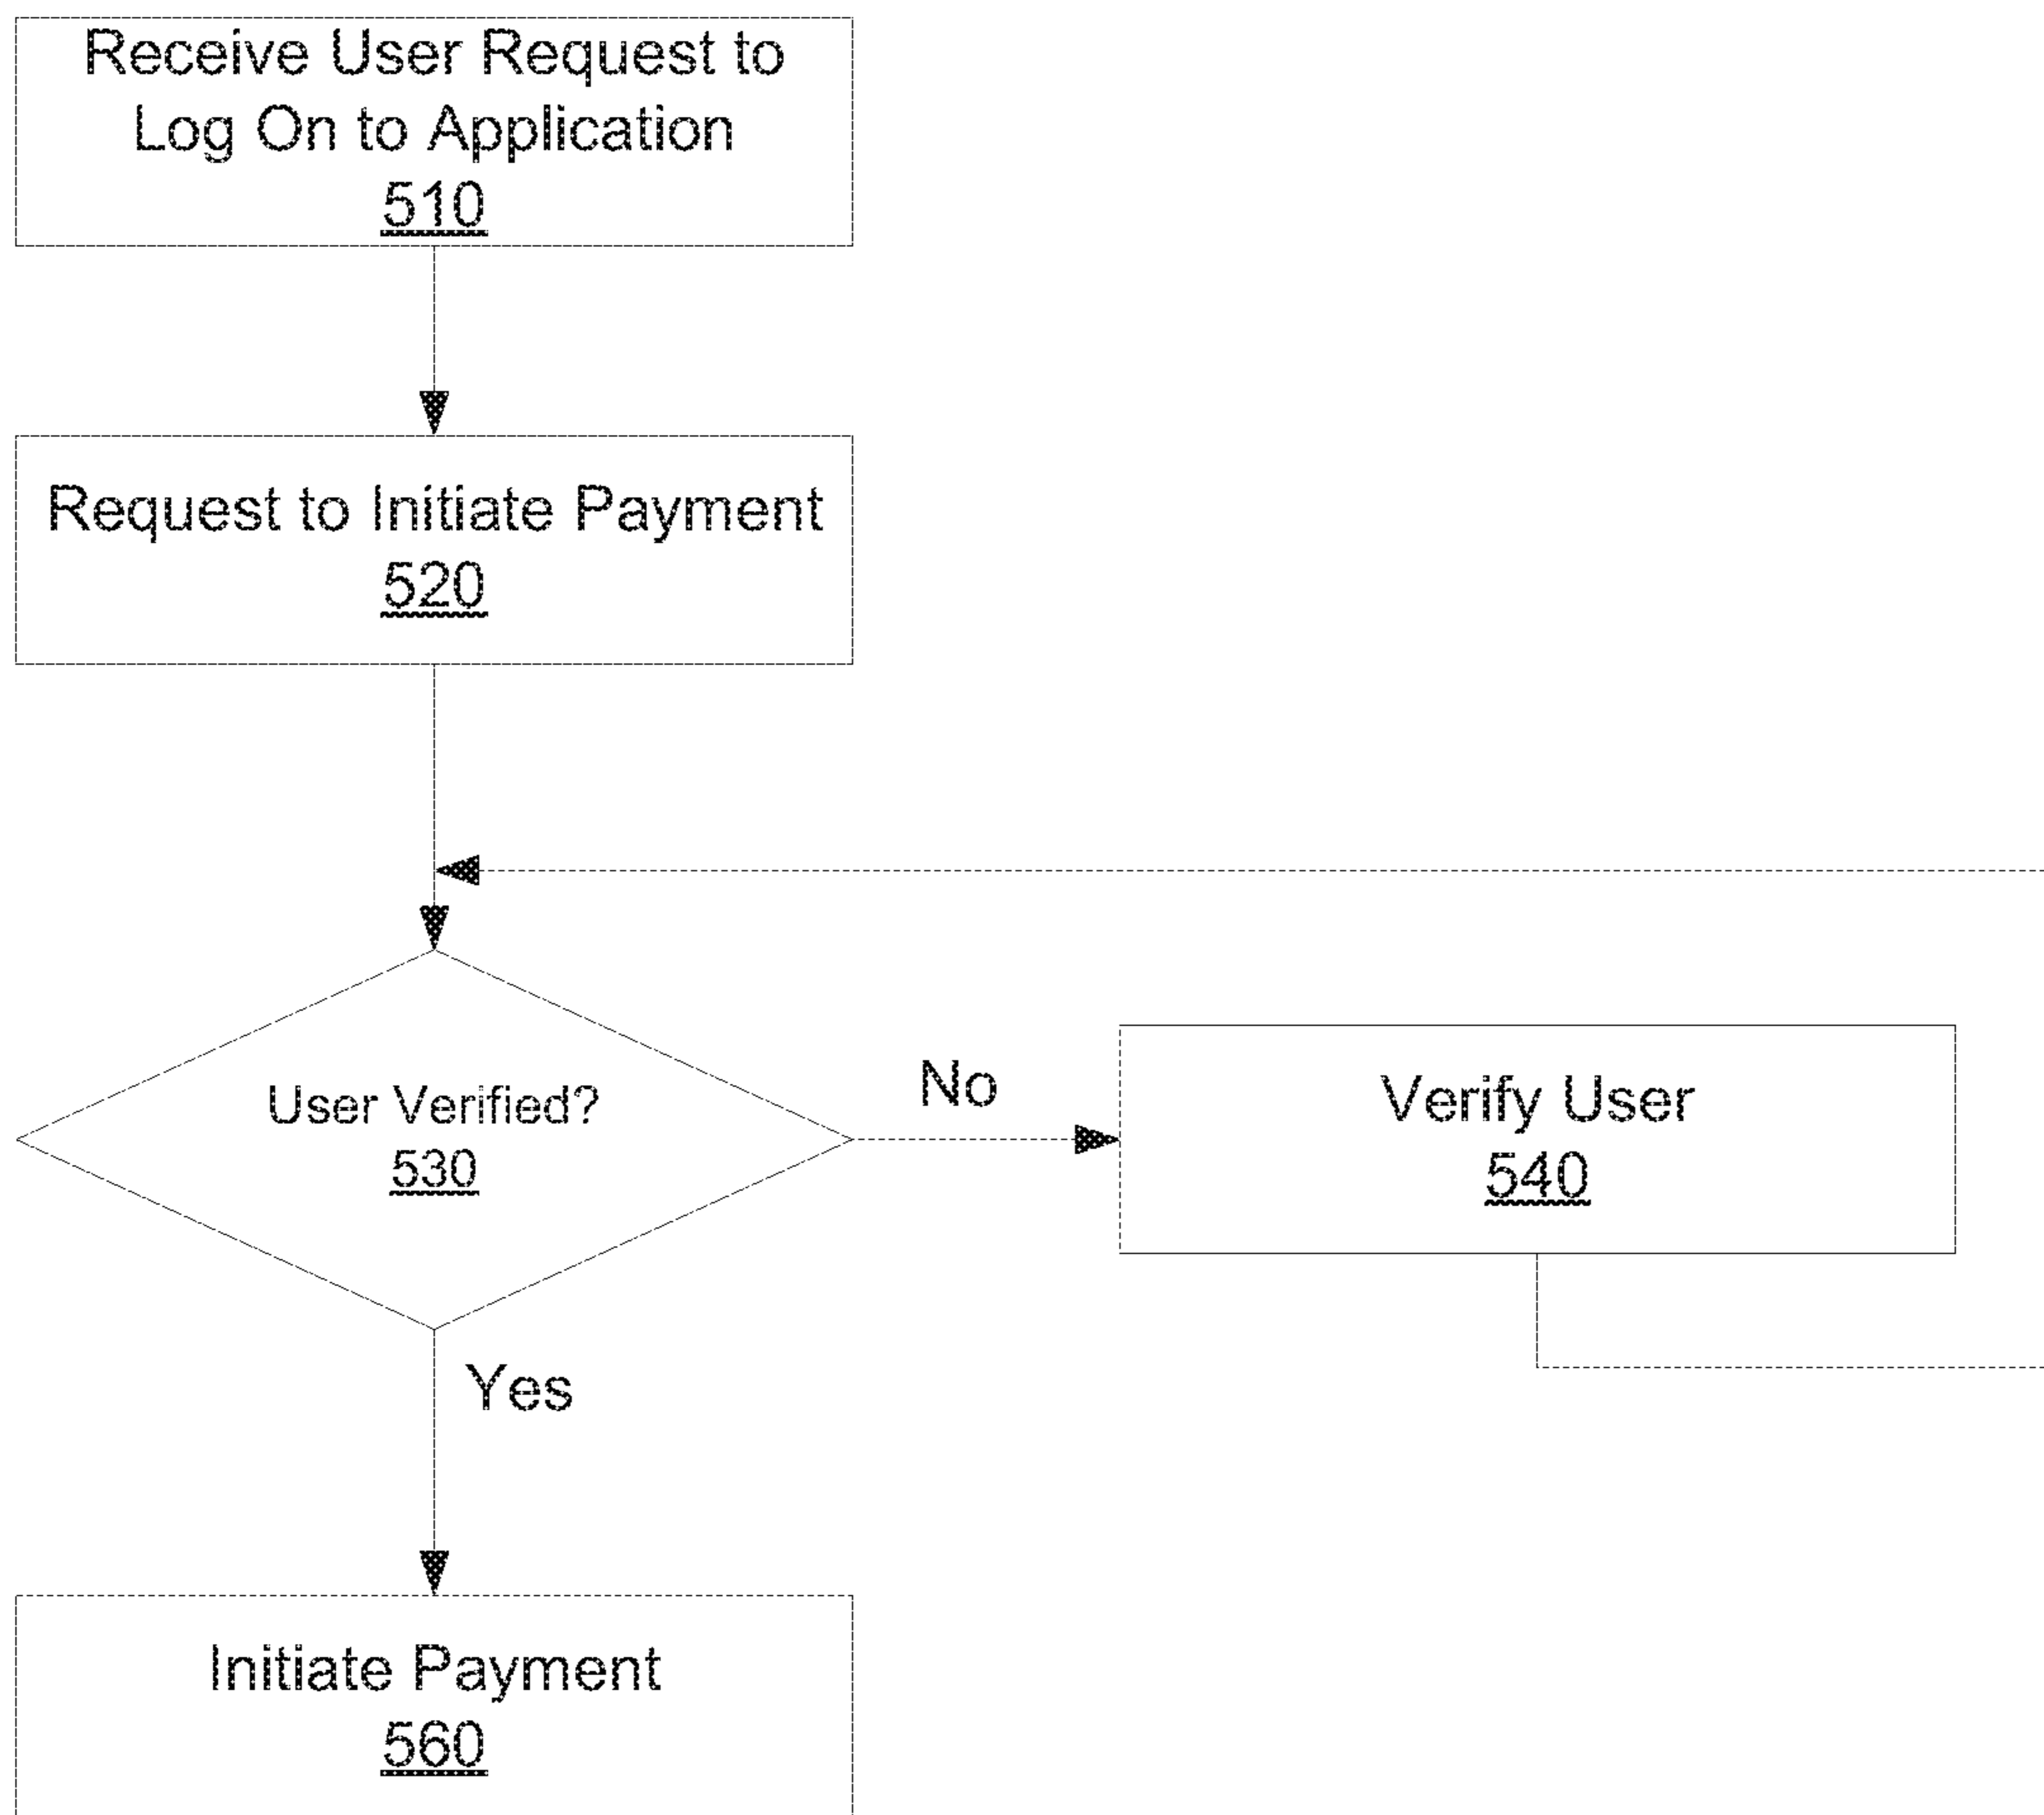 Receive User Request to
Log On to Application
510
Request to Initiate Payment
520
User Verified?
530
No
Verify User
540
Yes
Initiate Payment
560